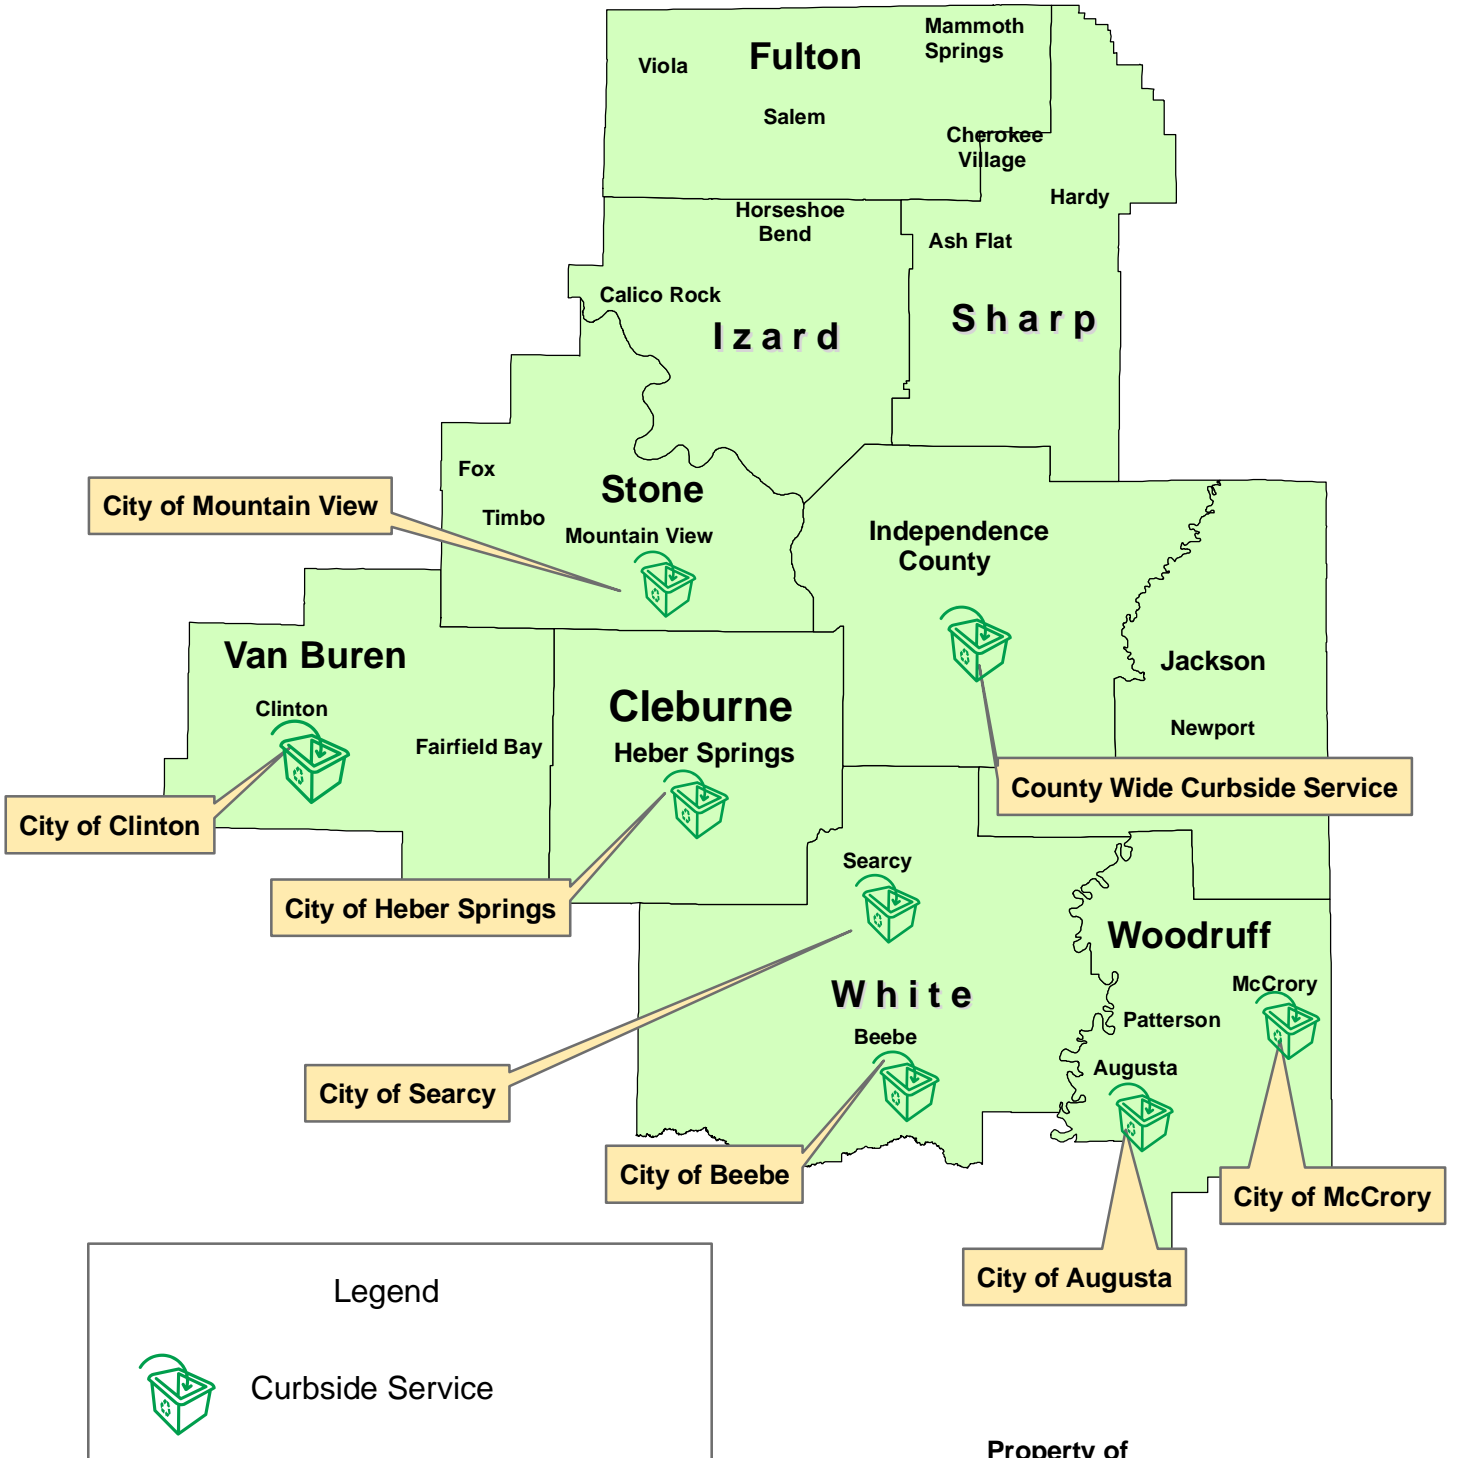 Mammoth
Springs
Fulton
Viola
Salem
Cherokee
Village
Hardy
Horseshoe
Bend
Ash Flat
Calico Rock
Izard
Sharp
Fox
Stone
City of Mountain View
Timbo
Mountain View
Independence
County
Van Buren
Jackson
Clinton
Cleburne
Newport
Fairfield Bay
Heber Springs
County Wide Curbside Service
City of Clinton
Searcy
City of Heber Springs
Woodruff
White
McCrory
Patterson
Beebe
Augusta
City of Searcy
City of Beebe
City of McCrory
City of Augusta
Legend
Curbside Service
Property of